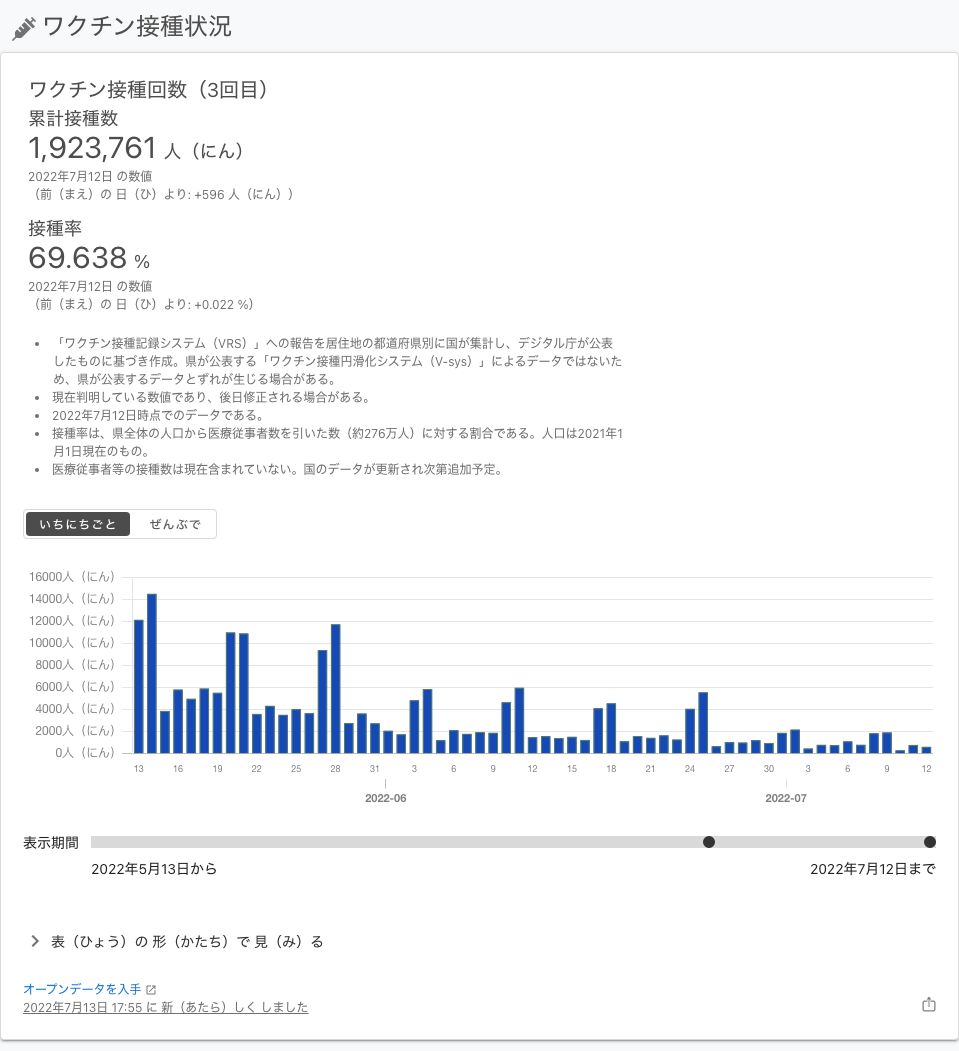 ワクチン接種状況
ワクチン接種回数（3回目）
累計接種数
1,923,761 人（にん）
2022年7月12日 の数値
（前（まえ）の 日（ひ）より: +596 人（にん））
接種率
69.638 %
2022年7月12日 の数値
（前（まえ）の 日（ひ）より: +0.022 %）
• 「ワクチン接種記録システム（VRS）」への報告を居住地の都道府県別に国が集計し、デジタル庁が公表
したものに基づき作成。県が公表する「ワクチン接種円滑化システム（V-sys）」によるデータではないた
め、県が公表するデータとずれが生じる場合がある。
• 現在判明している数値であり、後日修正される場合がある。
• 2022年7月12日時点でのデータである。
• 接種率は、県全体の人口から医療従事者数を引いた数（約276万人）に対する割合である。人口は2021年1
月1日現在のもの。
• 医療従事者等の接種数は現在含まれていない。国のデータが更新され次第追加予定。
いちにちごと ぜんぶで
16000人（にん）
14000人（にん）
12000人（にん）
10000人（にん）
8000人（にん）
6000人（にん）
4000人（にん）
2000人（にん）
0人（にん）
13 16 19 22 25 28 31 3 6 9 12 15 18 21 24 27 30 3 6 9 12
2022-06 2022-07
表示期間
2022年5月13日から 2022年7月12日まで
表（ひょう）の 形（かたち）で 見（み）る
オープンデータを入手
2022年7月13日 17:55 に 新（あたら）しく しました